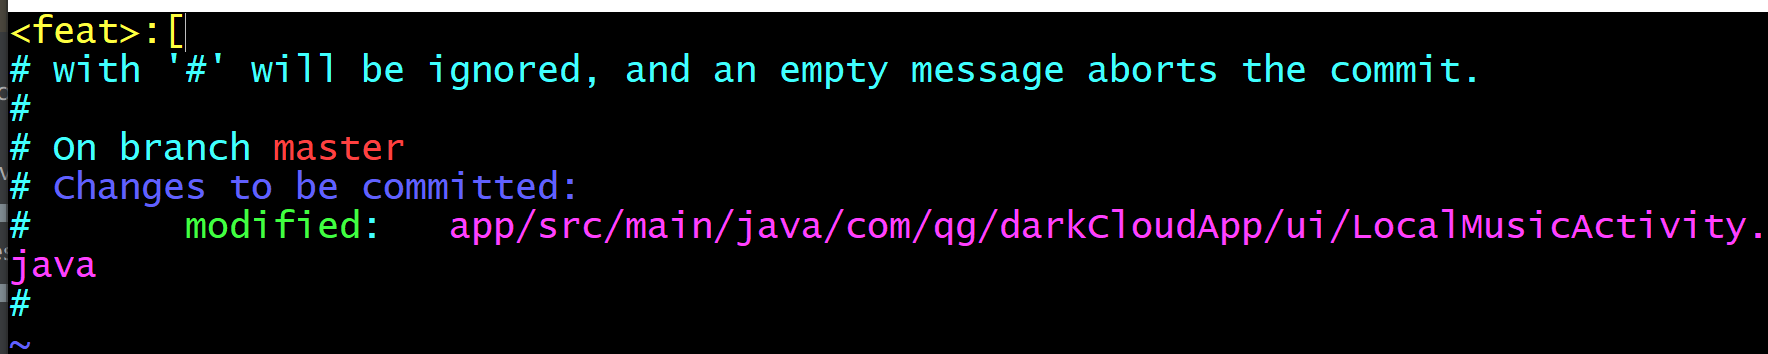 <feat>:[
# with '#' will be ignored, and an empty message aborts the commit.
#
# On branch master
# Changes to be committed:
#       modified:   app/src/main/java/com/qg/darkCloudApp/ui/LocalMusicActivity.
java
#
~